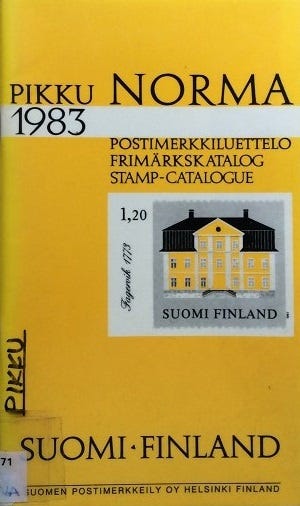 PIKKU NORMA
1983
POSTIMERKKILUETTELO
FRIMÄRKSKATALOG
STAMP-CATALOGUE
1,20
Fagervik 1773
SUOMI FINLAND
PIKKU
SUOMI·FINLAND
71
NA
SUOMEN POSTIMERKKEILY OY HELSINKI FINLAND